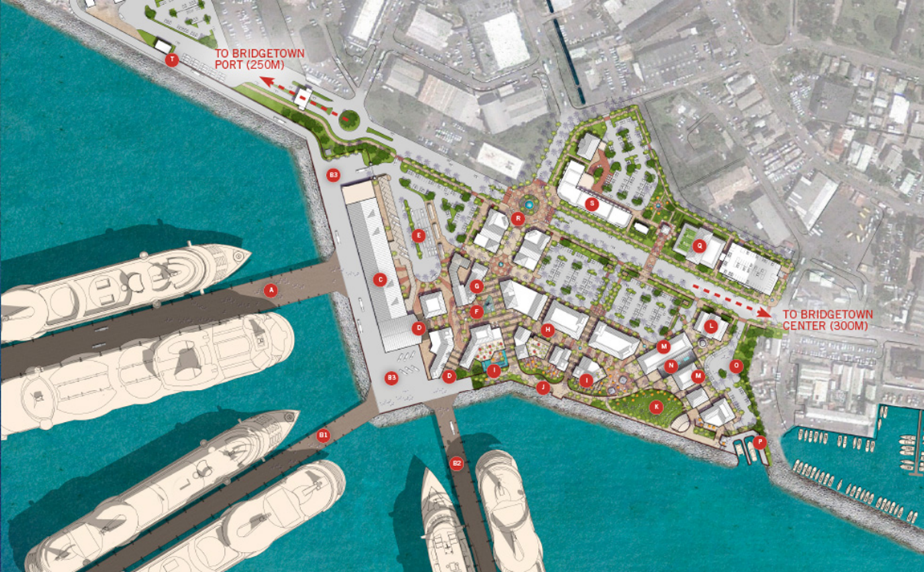 T
TO BRIDGETOWN
PORT (250M)
B3
S
R
E
Q
C
A
G
F
TO BRIDGETOWN
CENTER (300M)
D
H
L
M
N
O
I
M
B3
D
I
J
K
B1
P
B2